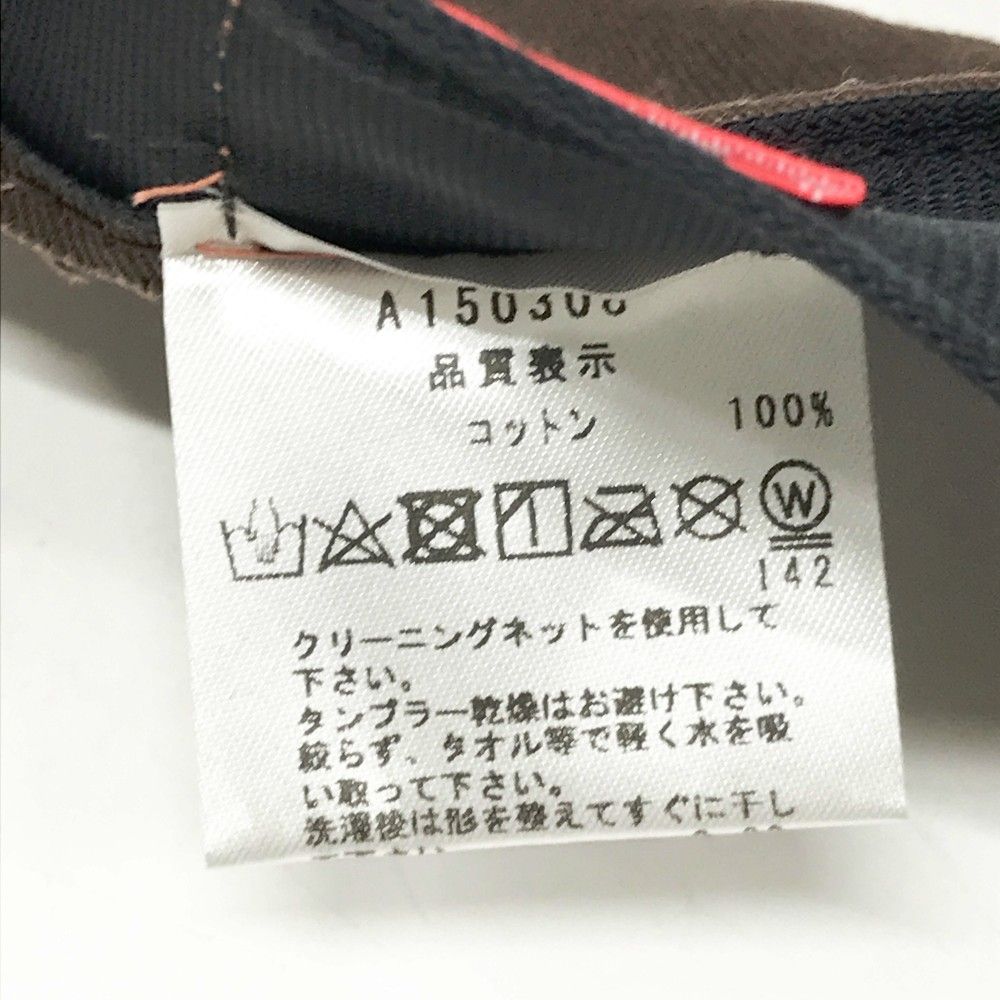 A150308
品質表示
コットン 100%
W
142
クリーニングネットを使用して
下さい。
タンブラー乾燥はお避け下さい。
絞らず、タオル等で軽く水を吸
い取って下さい。
洗濯後は形を整えてすぐに干し